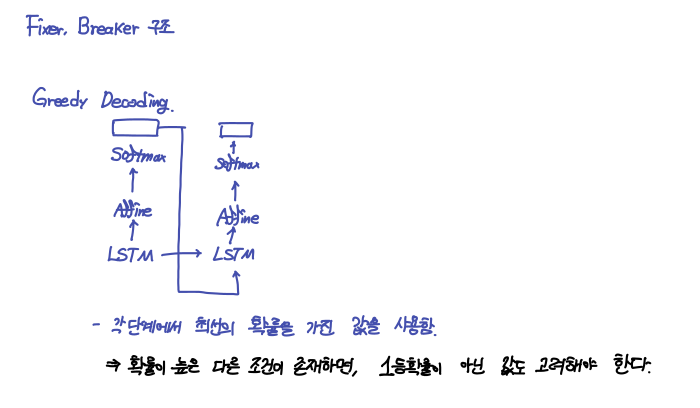 Fixer, Breaker 구조
Greedy Decoding.
Softmax
Softmax
Affine
Affine
LSTM
LSTM
- 각 단계에서 최선의 확률을 가진 값을 사용함.
⇒ 확률이 높은 다른 조건이 존재하면, 1등확률이 아닌 값도 고려해야 한다.